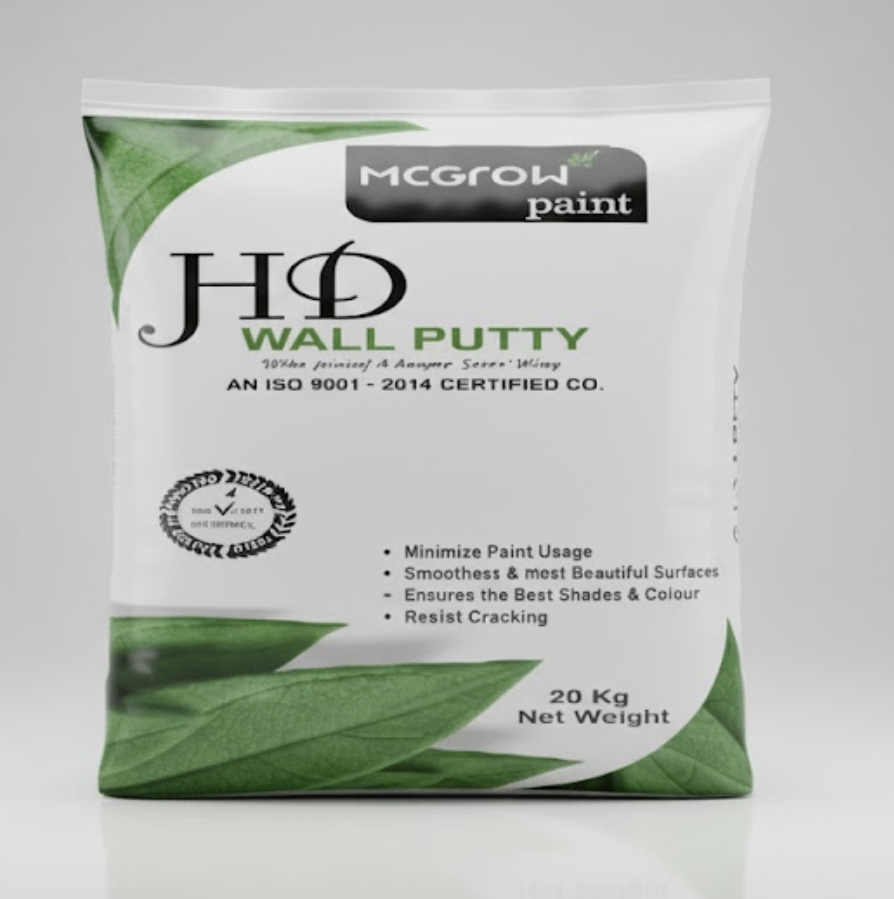 MCGROW
paint
HD
WALL PUTTY
AN ISO 9001 - 2014 CERTIFIED CO.
• Minimize Paint Usage
• Smoothess & mest Beautiful Surfaces
- Ensures the Best Shades & Colour
• Resist Cracking
20 Kg
Net Weight